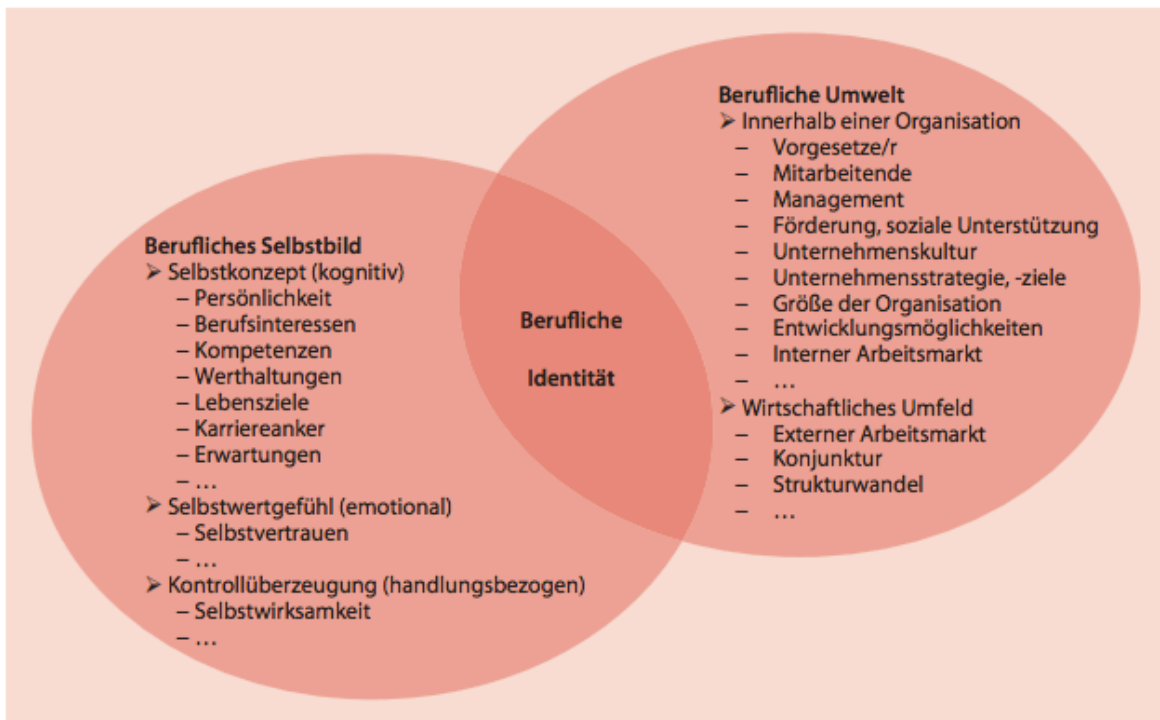 Berufliches Selbstbild
➢ Selbstkonzept (kognitiv)
– Persönlichkeit
– Berufsinteressen
– Kompetenzen
– Werthaltungen
– Lebensziele
– Karriereanker
– Erwartungen
– …
➢ Selbstwertgefühl (emotional)
– Selbstvertrauen
– …
➢ Kontrollüberzeugung (handlungsbezogen)
– Selbstwirksamkeit
– …
Berufliche
Identität
Berufliche Umwelt
➢ Innerhalb einer Organisation
– Vorgesetze/r
– Mitarbeitende
– Management
– Förderung, soziale Unterstützung
– Unternehmenskultur
– Unternehmensstrategie, -ziele
– Größe der Organisation
– Entwicklungsmöglichkeiten
– Interner Arbeitsmarkt
– …
➢ Wirtschaftliches Umfeld
– Externer Arbeitsmarkt
– Konjunktur
– Strukturwandel
– …